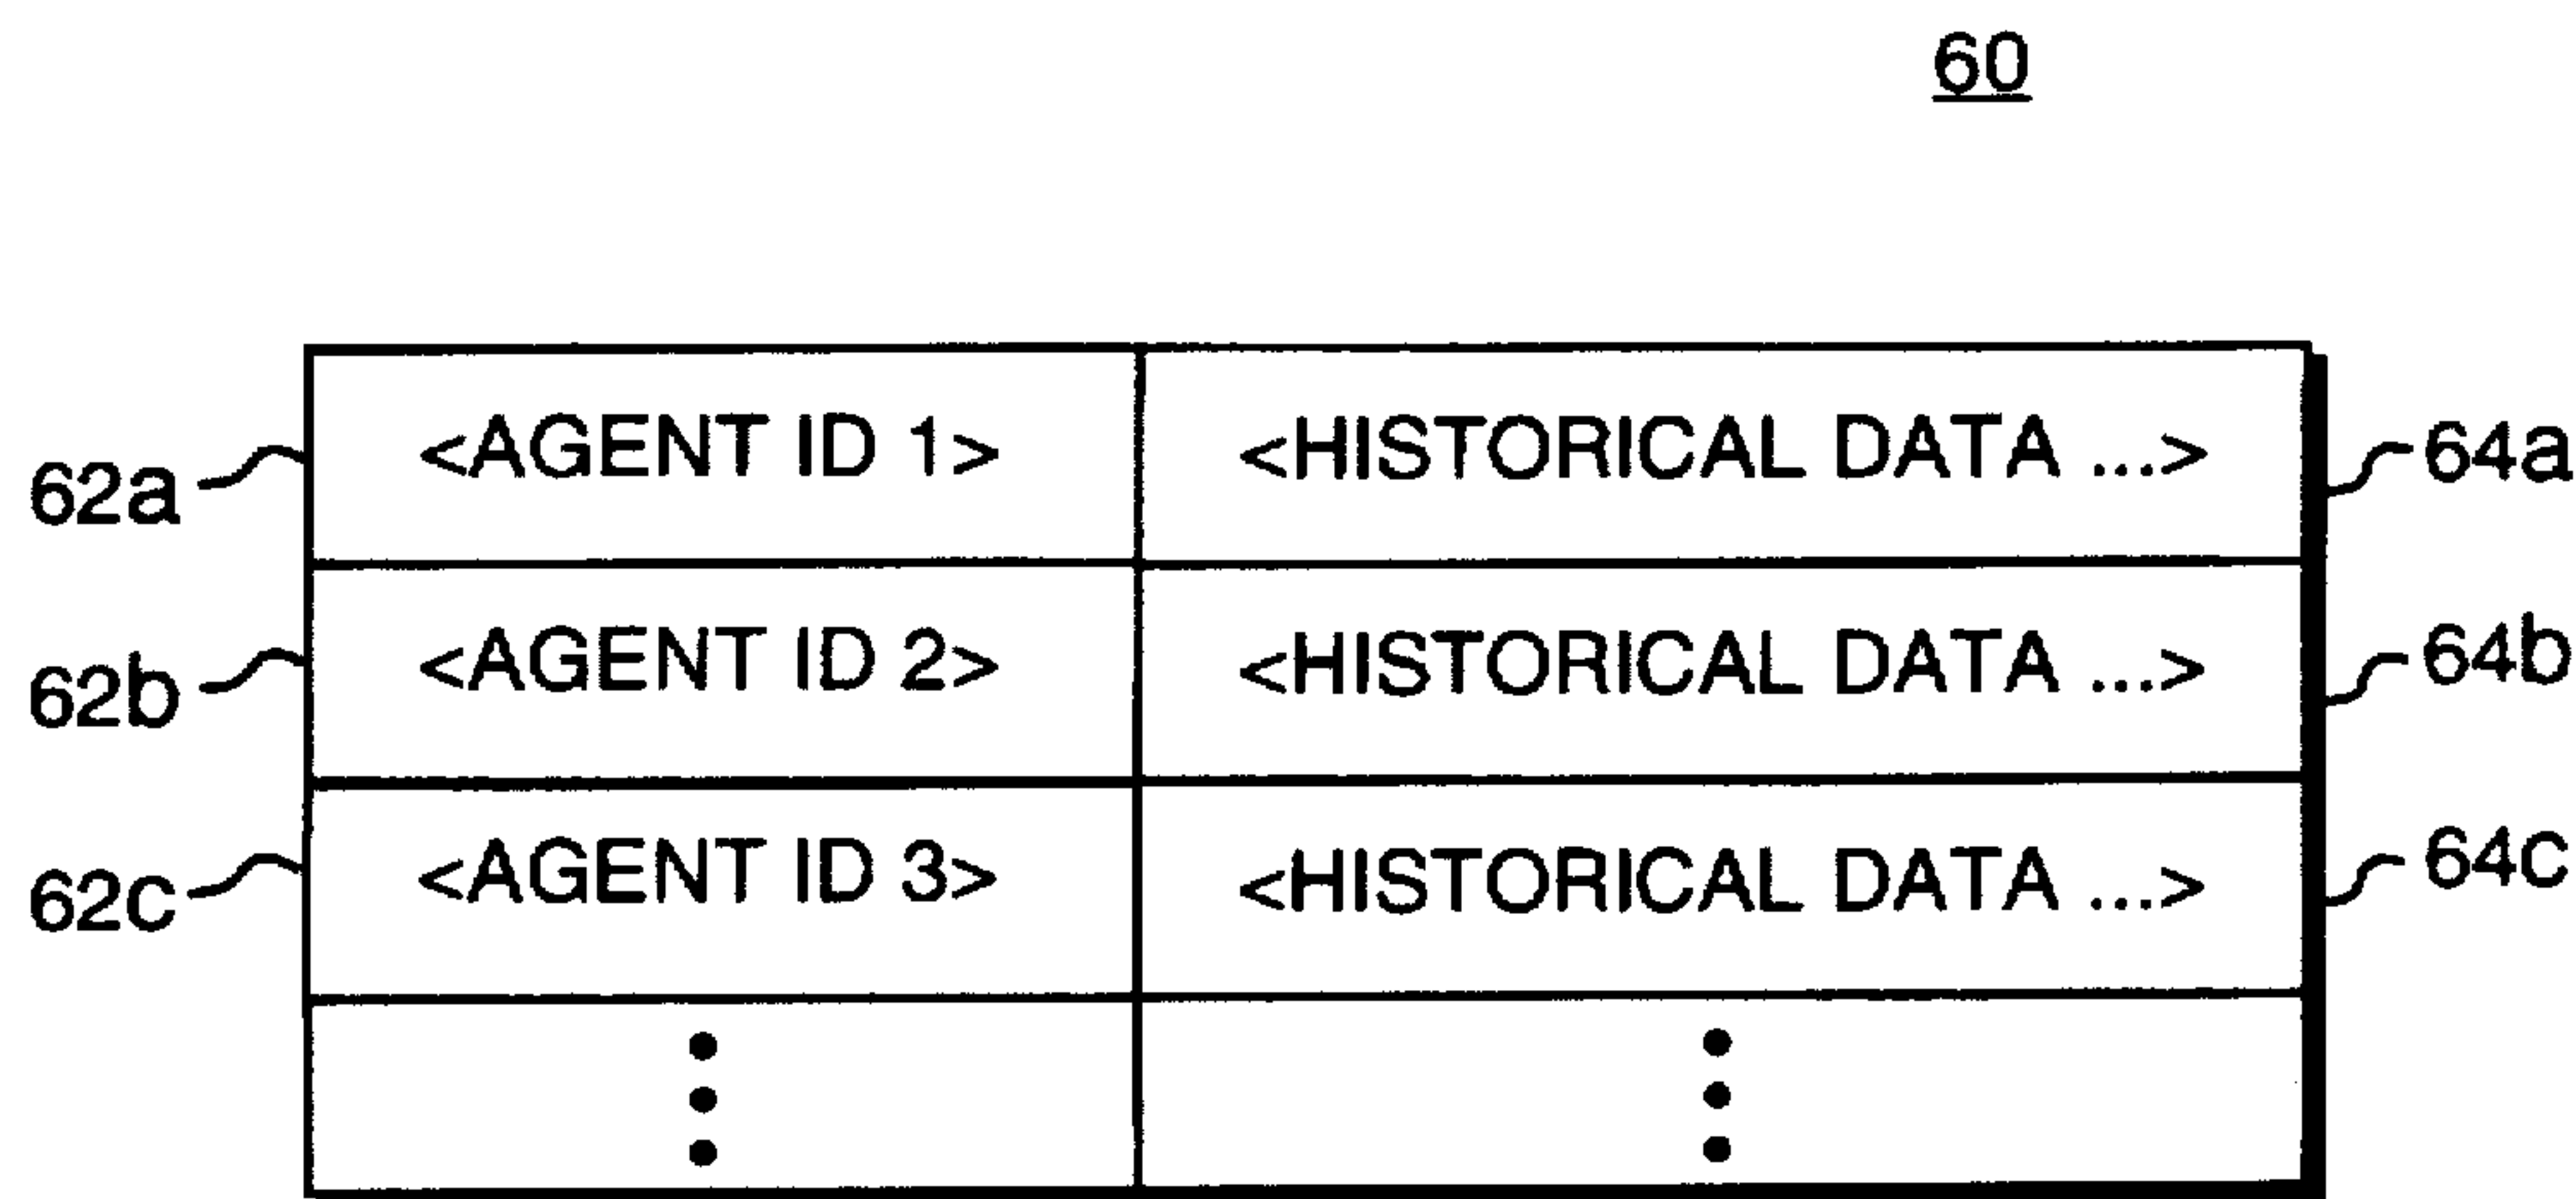 60
62a <AGENT ID 1> <HISTORICAL DATA ...> 64a
62b <AGENT ID 2> <HISTORICAL DATA ...> 64b
62c <AGENT ID 3> <HISTORICAL DATA ...> 64c